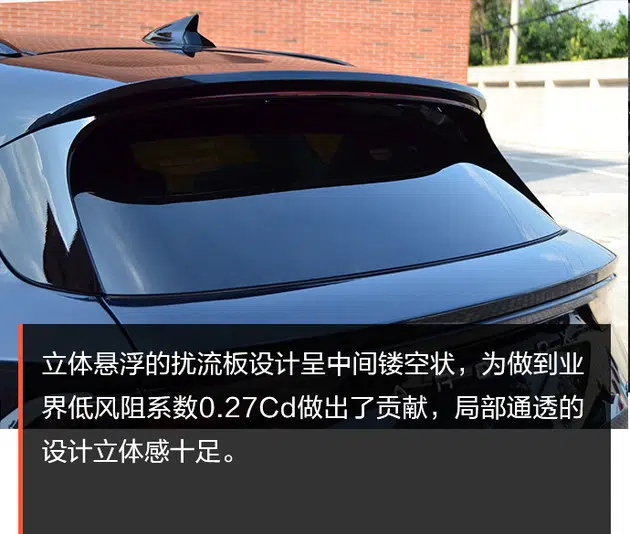 立体悬浮的扰流板设计呈中间镂空状，为做到业
界低风阻系数0.27Cd做出了贡献，局部通透的
设计立体感十足。